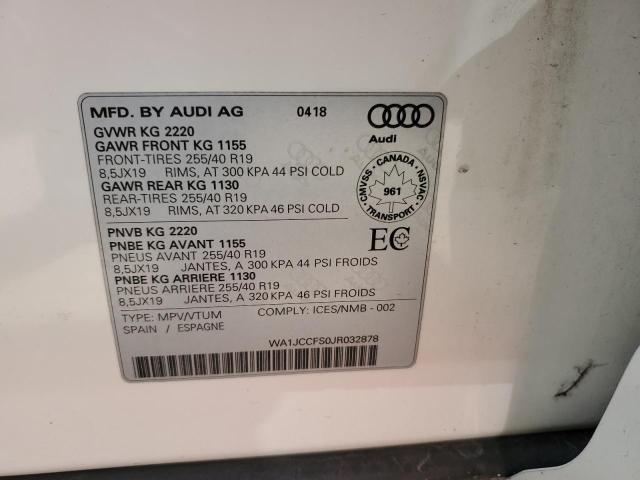 MFD. BY AUDI AG 0418
Audi
GVWR KG 2220
GAWR FRONT KG 1155
FRONT-TIRES 255/40 R19
8,5JX19 RIMS, AT 300 KPA 44 PSI COLD
GAWR REAR KG 1130
REAR-TIRES 255/40 R19
8,5JX19 RIMS, AT 320 KPA 46 PSI COLD
CANADA
CMVSS - NSVAC
961
TRANSPORT
PNVB KG 2220
PNBE KG AVANT 1155
PNEUS AVANT 255/40 R19
8,5JX19 JANTES, A 300 KPA 44 PSI FROIDS
PNBE KG ARRIERE 1130
PNEUS ARRIERE 255/40 R19
8,5JX19 JANTES, A 320 KPA 46 PSI FROIDS
EC
TYPE: MPV/VTUM COMPLY: ICES/NMB - 002
SPAIN / ESPAGNE
WA1JCCFS0JR032878